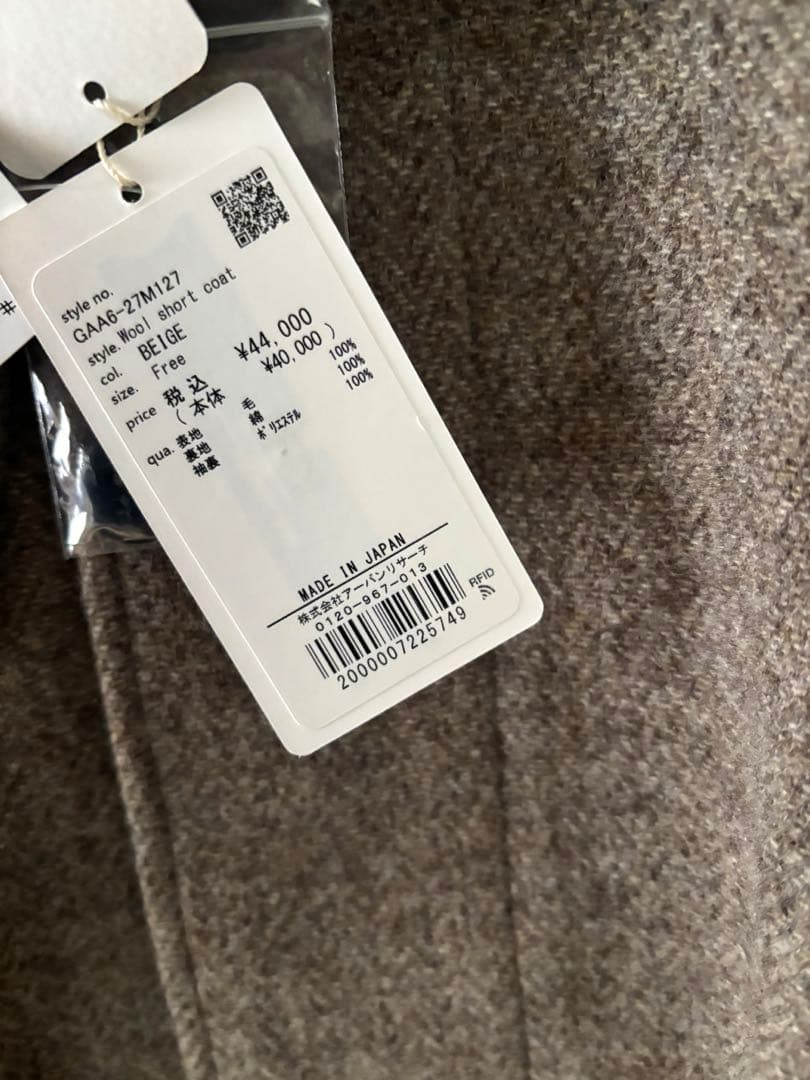 #
style no.
GAA6-27M127
style. Wool short coat
col. BEIGE
size. Free
price 税込 ¥44,000
(本体 ¥40,000 )
qua. 表地 毛 100%
裏地 綿 100%
袖裏 ポリエステル 100%
MADE IN JAPAN
株式会社アーバンリサーチ
0120-967-013
RFID
2000007225749